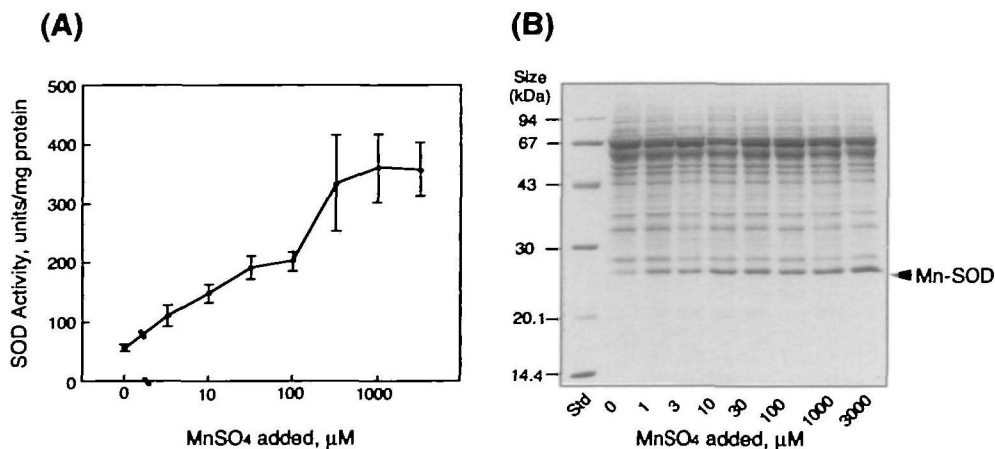 (A)
SOD Activity, units/mg protein
500
400
300
200
100
0
0 10 100 1000
MnSO4 added, μM
(B)
Size
(kDa)
94
67
43
30
20.1
14.4
Mn-SOD
Std 0 1 3 10 30 100 1000 3000
MnSO4 added, μM